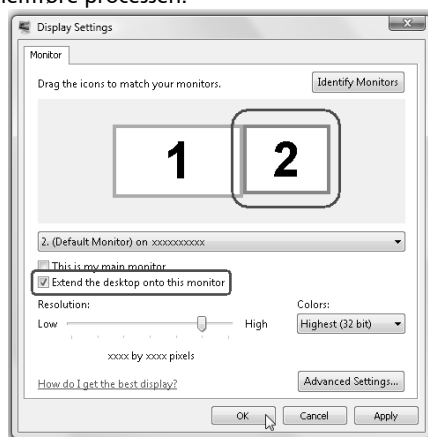 processen.
Display Settings
Monitor
Drag the icons to match your monitors.
Identify Monitors
1
2
2. (Default Monitor) on xxxxxxxxxx
This is my main monitor
Extend the desktop onto this monitor
Resolution:
Colors:
Low
High
Highest (32 bit)
xxxx by xxxx pixels
How do I get the best display?
Advanced Settings...
OK
Cancel
Apply